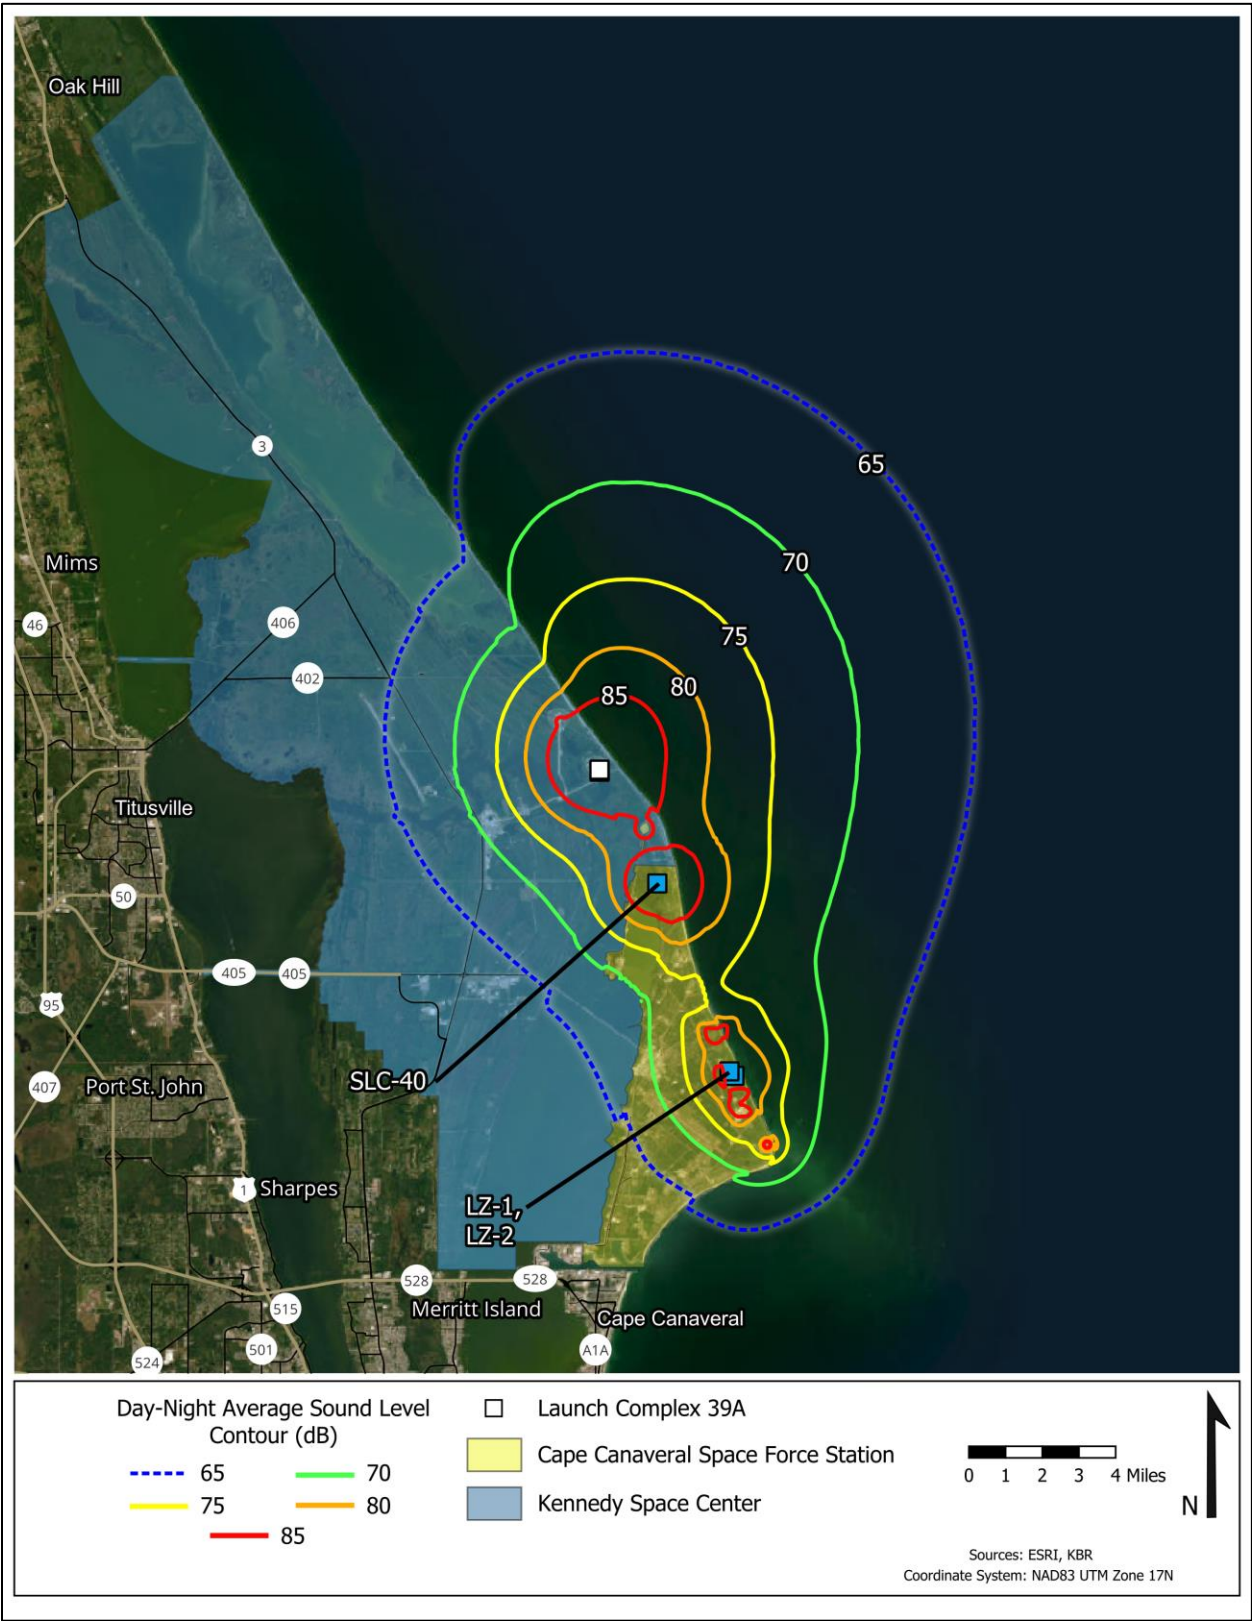 Oak Hill
3
65
Mims
70
46
406
75
402
85
80
Titusville
50
405
405
95
407
Port St. John
SLC-40
1
Sharpes
LZ-1,
LZ-2
528
528
515
Merritt Island
Cape Canaveral
524
501
A1A
Day-Night Average Sound Level
Contour (dB)
65
70
75
80
85
Launch Complex 39A
Cape Canaveral Space Force Station
Kennedy Space Center
0 1 2 3 4 Miles
N
Sources: ESRI, KBR
Coordinate System: NAD83 UTM Zone 17N